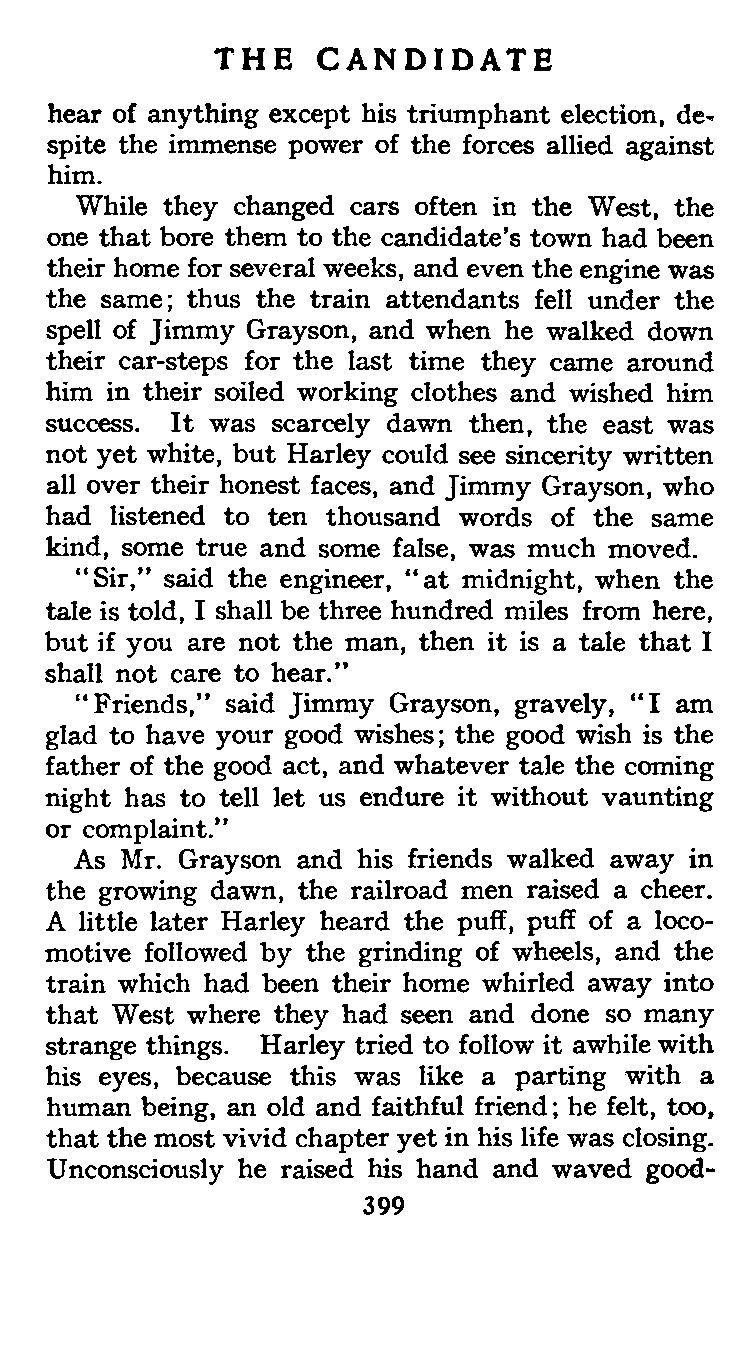 THE CANDIDATE
hear of anything except his triumphant election, de-
spite the immense power of the forces allied against
him.
While they changed cars often in the West, the
one that bore them to the candidate's town had been
their home for several weeks, and even the engine was
the same; thus the train attendants fell under the
spell of Jimmy Grayson, and when he walked down
their car-steps for the last time they came around
him in their soiled working clothes and wished him
success. It was scarcely dawn then, the east was
not yet white, but Harley could see sincerity written
all over their honest faces, and Jimmy Grayson, who
had listened to ten thousand words of the same
kind, some true and some false, was much moved.
"Sir," said the engineer, "at midnight, when the
tale is told, I shall be three hundred miles from here,
but if you are not the man, then it is a tale that I
shall not care to hear."
"Friends," said Jimmy Grayson, gravely, "I am
glad to have your good wishes; the good wish is the
father of the good act, and whatever tale the coming
night has to tell let us endure it without vaunting
or complaint."
As Mr. Grayson and his friends walked away in
the growing dawn, the railroad men raised a cheer.
A little later Harley heard the puff, puff of a loco-
motive followed by the grinding of wheels, and the
train which had been their home whirled away into
that West where they had seen and done so many
strange things. Harley tried to follow it awhile with
his eyes, because this was like a parting with a
human being, an old and faithful friend; he felt, too,
that the most vivid chapter yet in his life was closing.
Unconsciously he raised his hand and waved good-
399